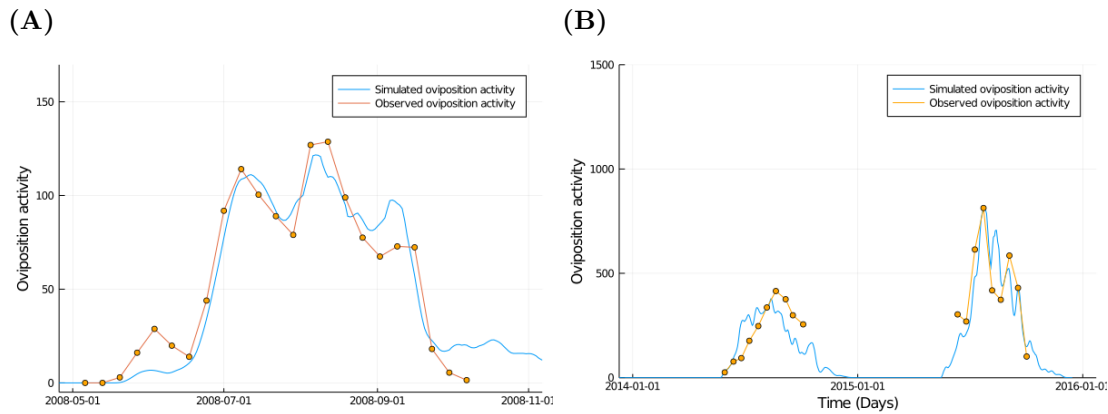 (A)
Simulated oviposition activity
Observed oviposition activity
Oviposition activity
150
100
50
0
2008-05-01 2008-07-01 2008-09-01 2008-11-01
(B)
Simulated oviposition activity
Observed oviposition activity
Oviposition activity
1500
1000
500
0
2014-01-01 2015-01-01 2016-01-01
Time (Days)